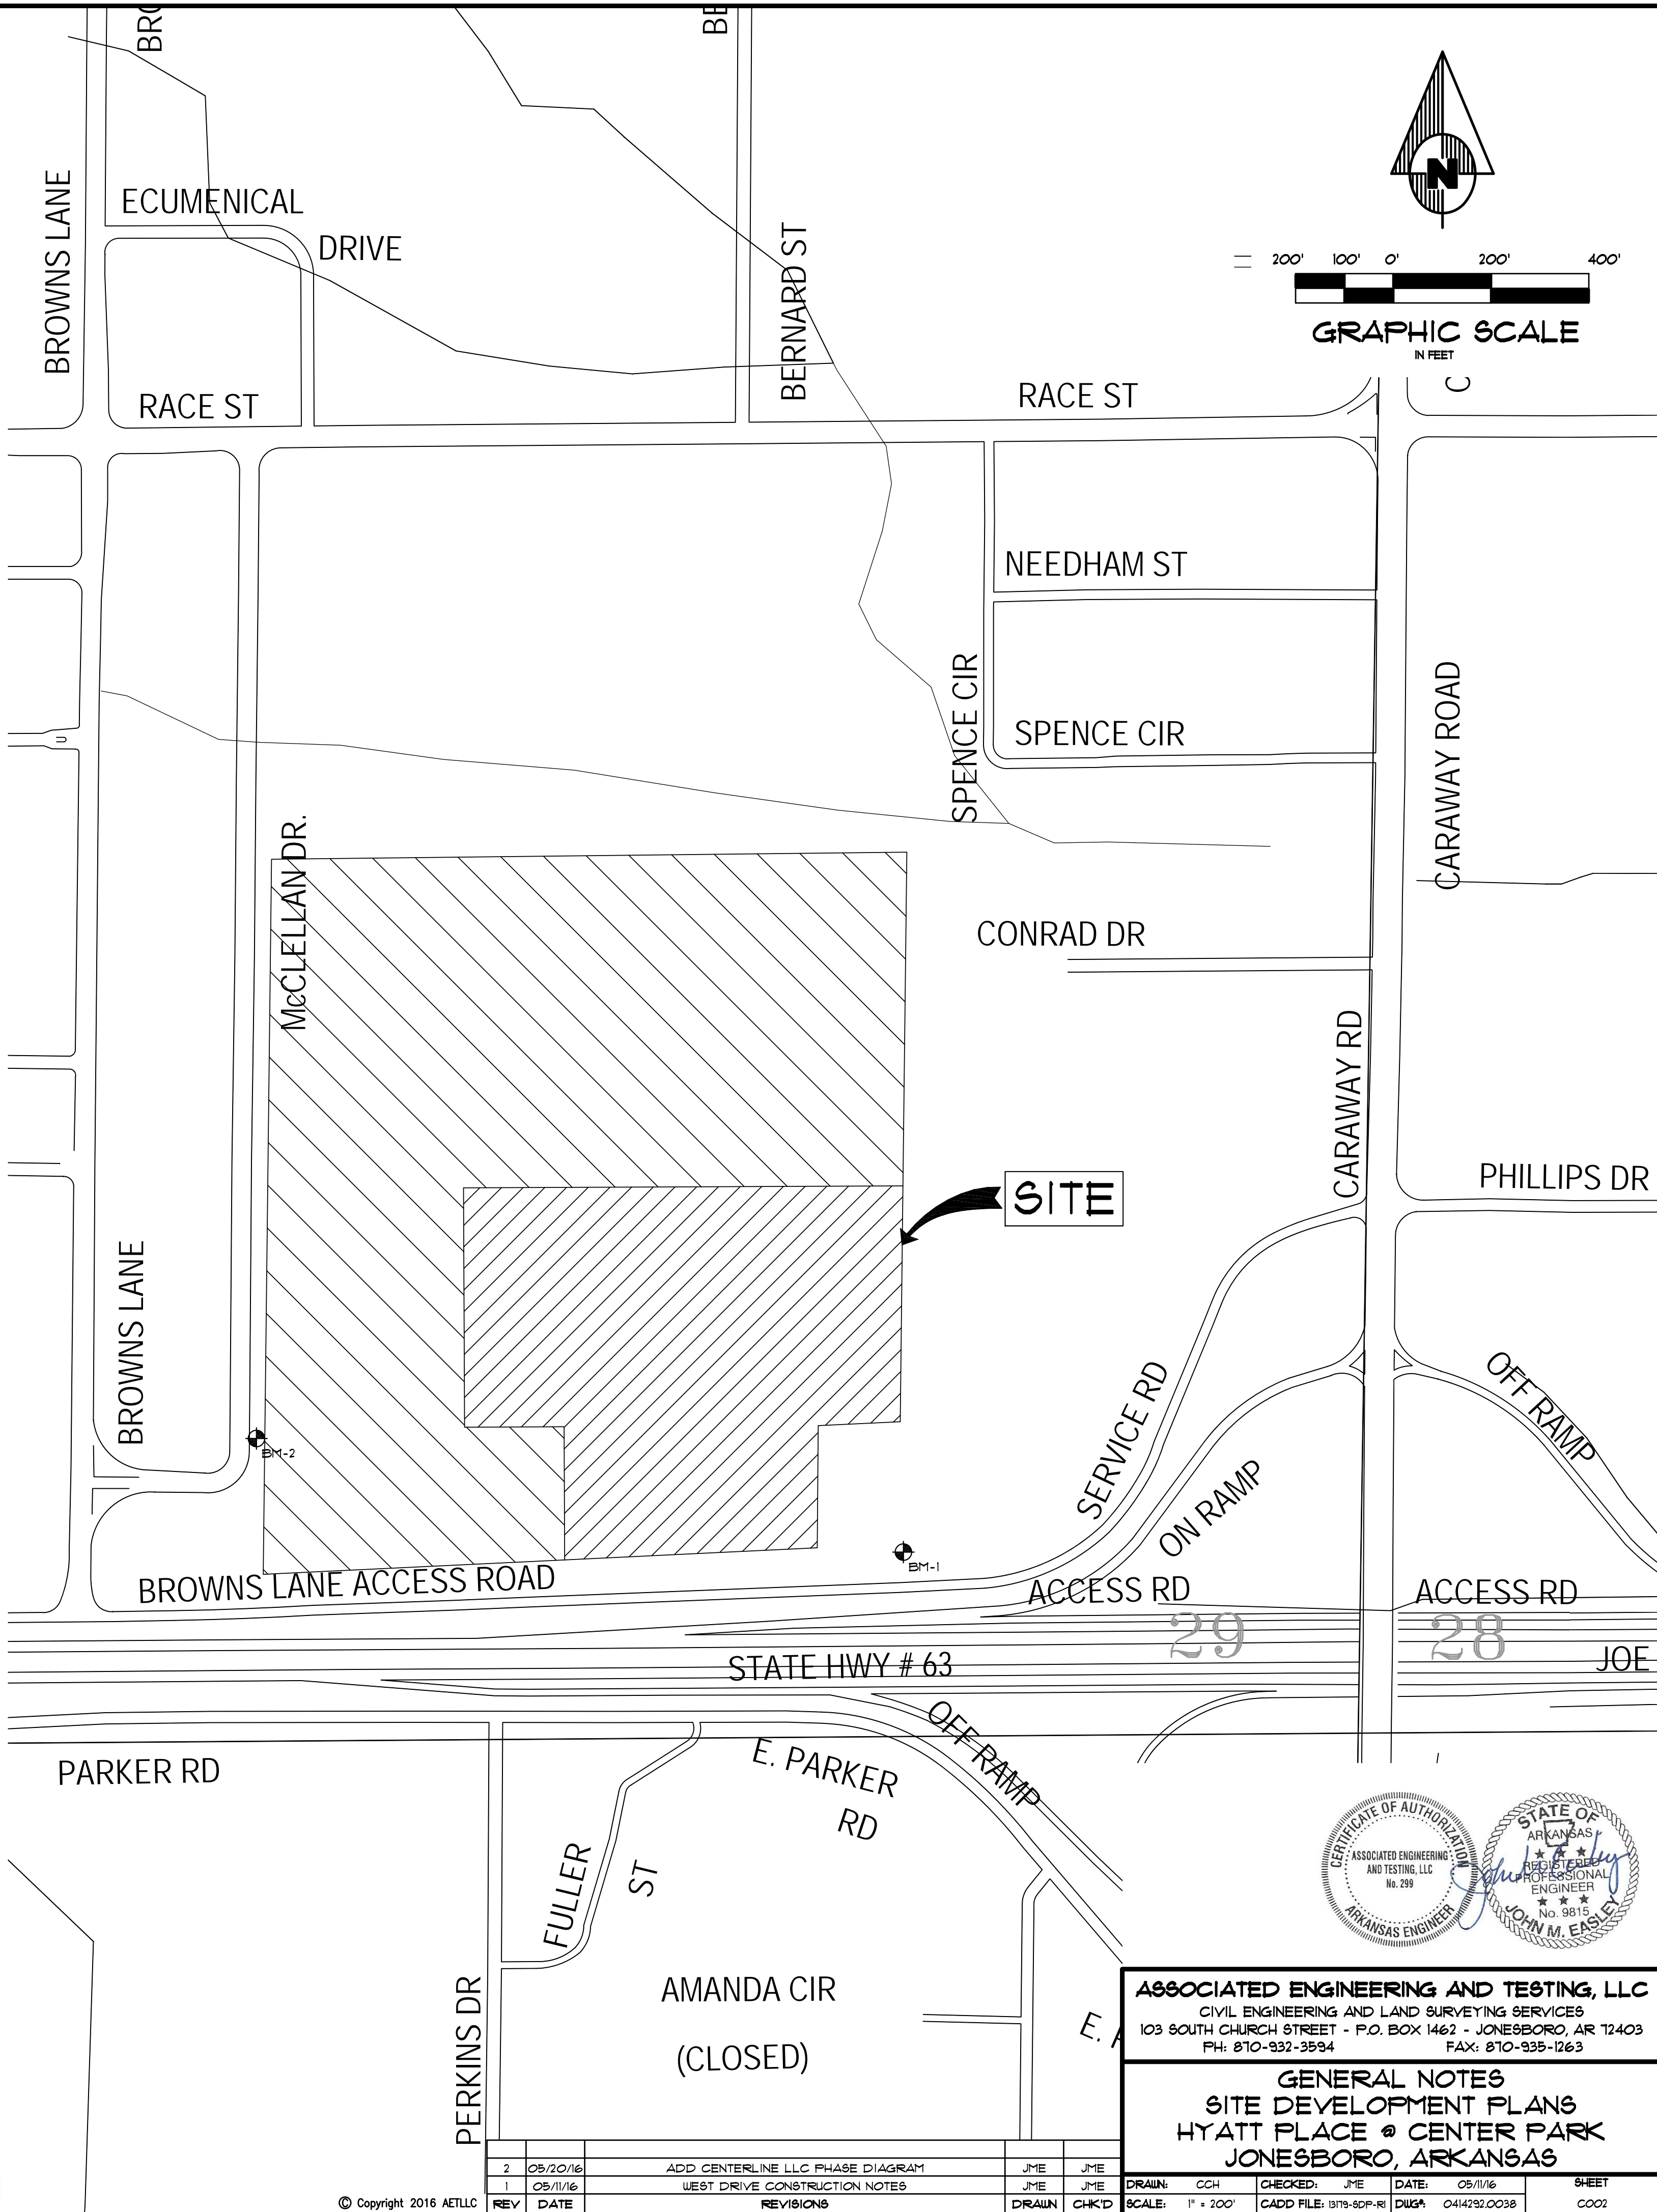 BROWNS LANE
ECUMENICAL
DRIVE
BERNARD ST
N
200' 100' 0' 200' 400'
GRAPHIC SCALE
IN FEET
RACE ST
RACE ST
NEEDHAM ST
SPENCE CIR
SPENCE CIR
CARAWAY ROAD
McCLELLAN DR.
CONRAD DR
CARAWAY RD
SITE
PHILLIPS DR
BROWNS LANE
BM-2
SERVICE RD
ON RAMP
OFF RAMP
BM-1
BROWNS LANE ACCESS ROAD
ACCESS RD
ACCESS RD
29
28
STATE HWY # 63
JOE
PARKER RD
E. PARKER
RD
OFF RAMP
FULLER
ST
PERKINS DR
AMANDA CIR
(CLOSED)
CERTIFICATE OF AUTHORIZATION
ASSOCIATED ENGINEERING
AND TESTING, LLC
No. 299
ARKANSAS ENGINEER
STATE OF
ARKANSAS
REGISTERED
PROFESSIONAL
ENGINEER
No. 9815
JOHN M. EASLEY
ASSOCIATED ENGINEERING AND TESTING, LLC
CIVIL ENGINEERING AND LAND SURVEYING SERVICES
103 SOUTH CHURCH STREET - P.O. BOX 1462 - JONESBORO, AR 72403
PH: 870-932-3594 FAX: 870-935-1263
GENERAL NOTES
SITE DEVELOPMENT PLANS
HYATT PLACE @ CENTER PARK
JONESBORO, ARKANSAS
2 05/20/16 ADD CENTERLINE LLC PHASE DIAGRAM JME JME
1 05/11/16 WEST DRIVE CONSTRUCTION NOTES JME JME
REV DATE REVISIONS DRAWN CHK'D
DRAWN: CCH CHECKED: JME DATE: 05/11/16 SHEET
SCALE: 1" = 200' CADD FILE: 13179-SDP-R1 DWG#: 0414292.0038 C002
© Copyright 2016 AETLLC